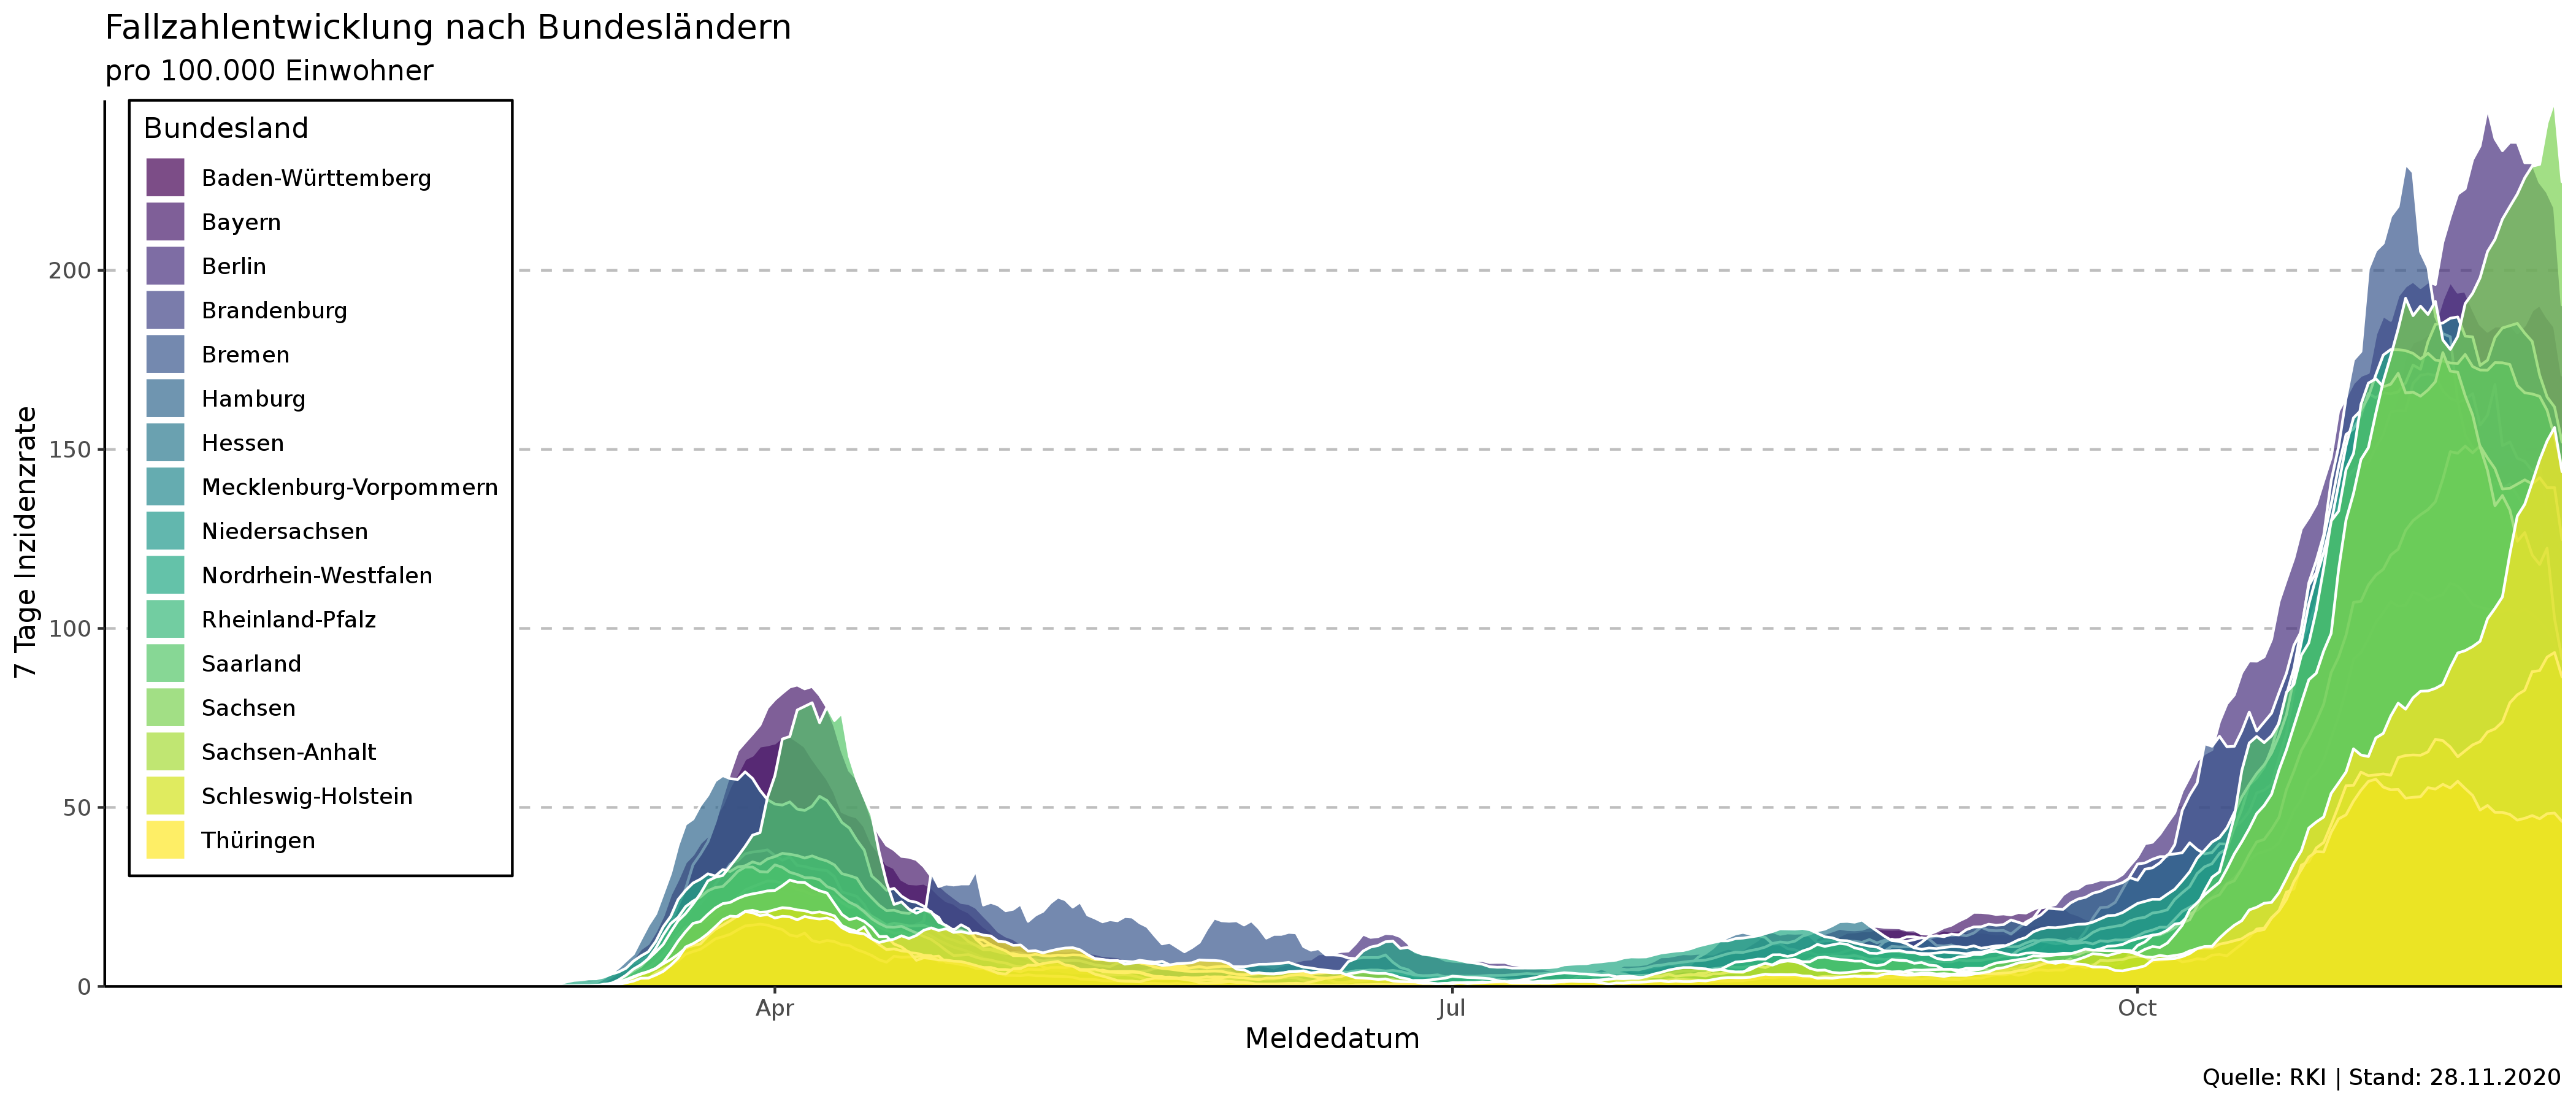 Fallzahlentwicklung nach Bundesländern
pro 100.000 Einwohner
Bundesland
Baden-Württemberg
Bayern
Berlin
Brandenburg
Bremen
Hamburg
Hessen
Mecklenburg-Vorpommern
Niedersachsen
Nordrhein-Westfalen
Rheinland-Pfalz
Saarland
Sachsen
Sachsen-Anhalt
Schleswig-Holstein
Thüringen
7 Tage Inzidenzrate
200
150
100
50
0
Apr
Jul
Oct
Meldedatum
Quelle: RKI | Stand: 28.11.2020